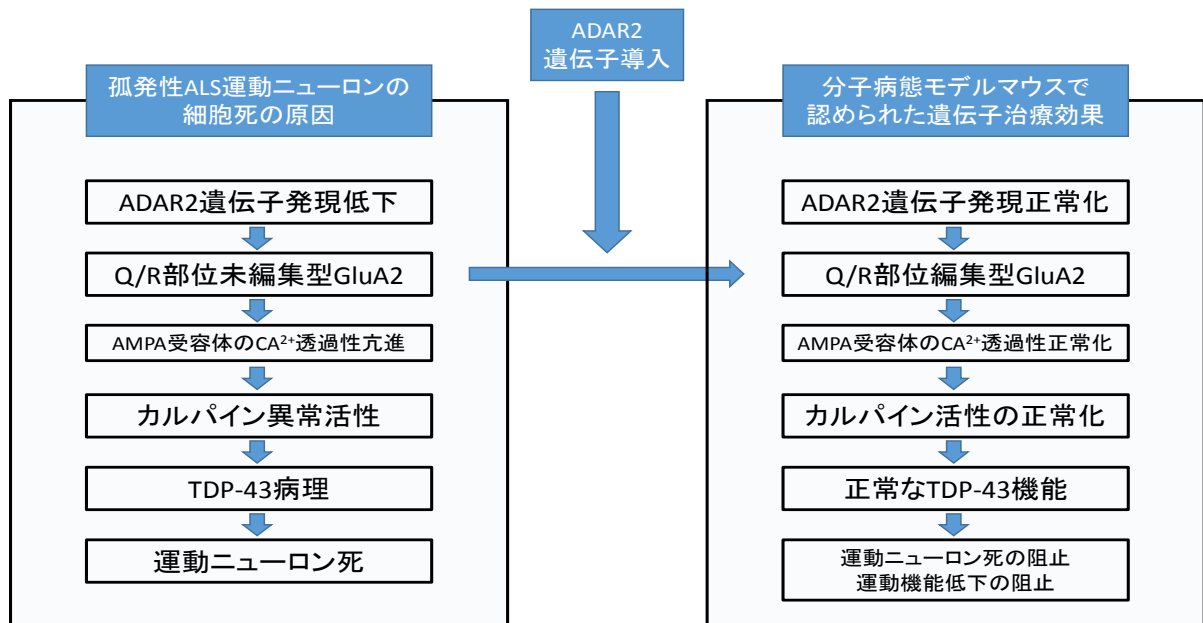 ADAR2
遺伝子導入
孤発性ALS運動ニューロンの
細胞死の原因
ADAR2遺伝子発現低下
Q/R部位未編集型GluA2
AMPA受容体のCA²⁺透過性亢進
カルパイン異常活性
TDP-43病理
運動ニューロン死
分子病態モデルマウスで
認められた遺伝子治療効果
ADAR2遺伝子発現正常化
Q/R部位編集型GluA2
AMPA受容体のCA²⁺透過性正常化
カルパイン活性の正常化
正常なTDP-43機能
運動ニューロン死の阻止
運動機能低下の阻止